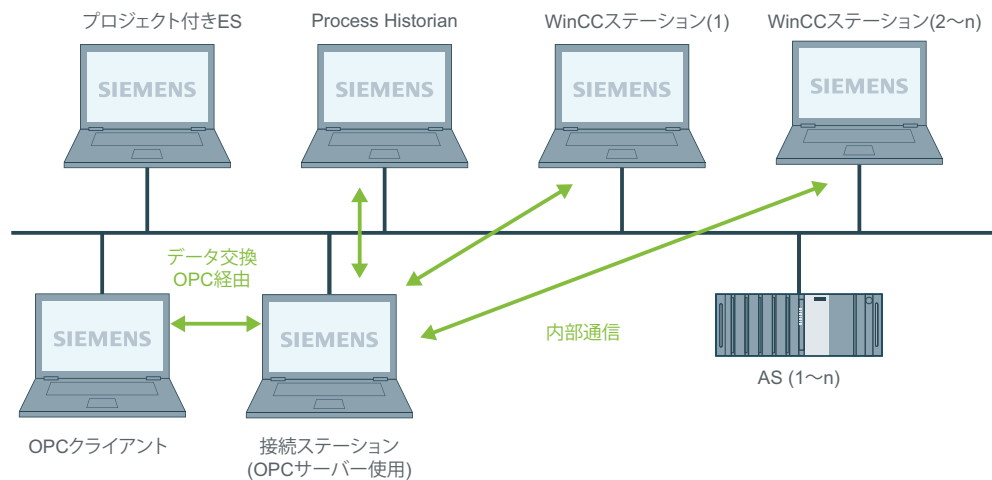 プロジェクト付きES
Process Historian
WinCCステーション(1)
WinCCステーション(2～n)
SIEMENS
SIEMENS
SIEMENS
SIEMENS
データ交換
OPC経由
SIEMENS
SIEMENS
内部通信
AS (1～n)
OPCクライアント
接続ステーション
(OPCサーバー使用)